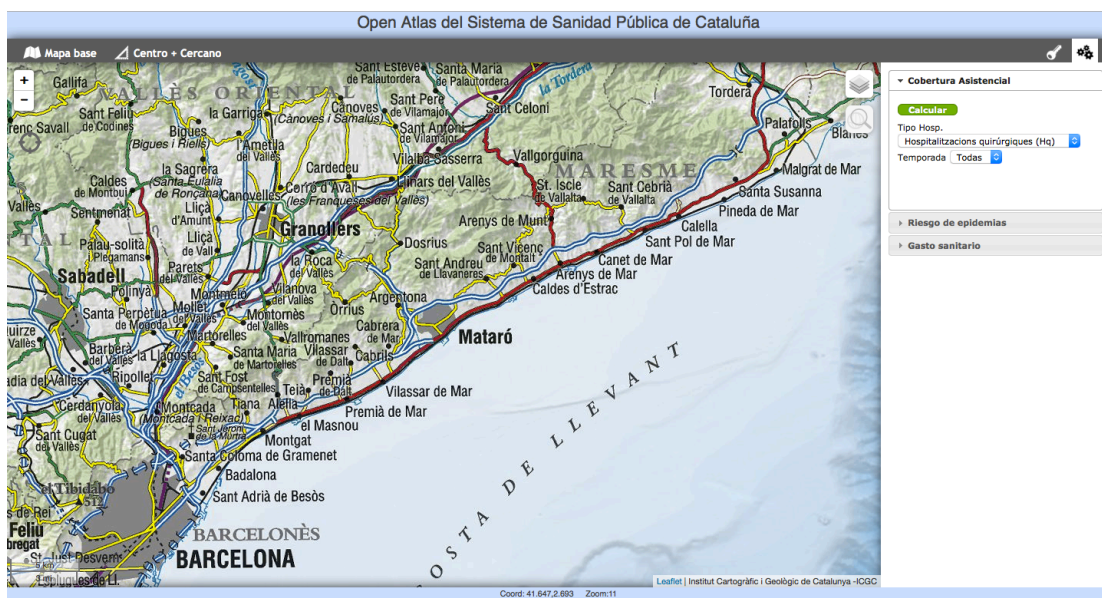 Open Atlas del Sistema de Sanidad Pública de Cataluña
Mapa base
Centro + Cercano
+
−
Cobertura Asistencial
Calcular
Tipo Hosp.
Hospitalitzacions quirúrgiques (Hq)
Temporada Todas
Riesgo de epidemias
Gasto sanitario
Gallifa
VALLÈS ORIENTAL
Sant Esteve
de Palautordera
Santa Maria
de Palautordera
la Tordera
Tordera
Sant Feliu
de Codines
la Garriga
Cànoves
(Cànoves i Samalús)
Sant Pere
de Vilamajor
Sant Celoni
Palafolls
Blanes
Bigues
(Bigues i Riells)
l'Ametlla
del Vallès
Sant Antoni
de Vilamajor
Vilalba Sasserra
Vallgorguina
MARESME
Malgrat de Mar
Caldes
de Montbui
la Sagrera
(Santa Eulàlia
de Ronçana)
Cardedeu
Corró d'Avall
(les Franqueses del Vallès)
Llinars del Vallès
St. Iscle
de Vallalta
Sant Cebrià
de Vallalta
Santa Susanna
Pineda de Mar
Canovelles
Sentmenat
Lliçà
d'Amunt
Granollers
Arenys de Munt
Calella
Sant Pol de Mar
Palau-solità
i Plegamans
Lliçà
de Vall
Dosrius
Sant Vicenç
de Montalt
Canet de Mar
Sabadell
Parets
del Vallès
la Roca
del Vallès
Sant Andreu
de Llavaneres
Arenys de Mar
Caldes d'Estrac
Polinyà
Montmeló
Vilanova
del Vallès
Argentona
Santa Perpètua
de Mogoda
Mollet
del Vallès
Montornès
del Vallès
Òrrius
Cabrera
de Mar
Mataró
Martorelles
Vallromanes
Barberà
del Vallès
la Llagosta
Santa Maria
de Martorelles
Vilassar
de Dalt
Cabrils
Ripollet
el Besòs
Sant Fost
de Campsentelles
Teià
Premià
de Dalt
Vilassar de Mar
Cerdanyola
del Vallès
Montcada
(Montcada i Reixac)
Tiana
Alella
Premià de Mar
el Masnou
Sant Cugat
del Vallès
Sant Jeroni
de la Murtra
Montgat
Santa Coloma de Gramenet
Badalona
el Tibidabo
512
Sant Adrià de Besòs
BARCELONÈS
BARCELONA
COSTA DE LLEVANT
5 km
Leaflet | Institut Cartogràfic i Geològic de Catalunya -ICGC
Coord: 41.647,2.693 Zoom:11